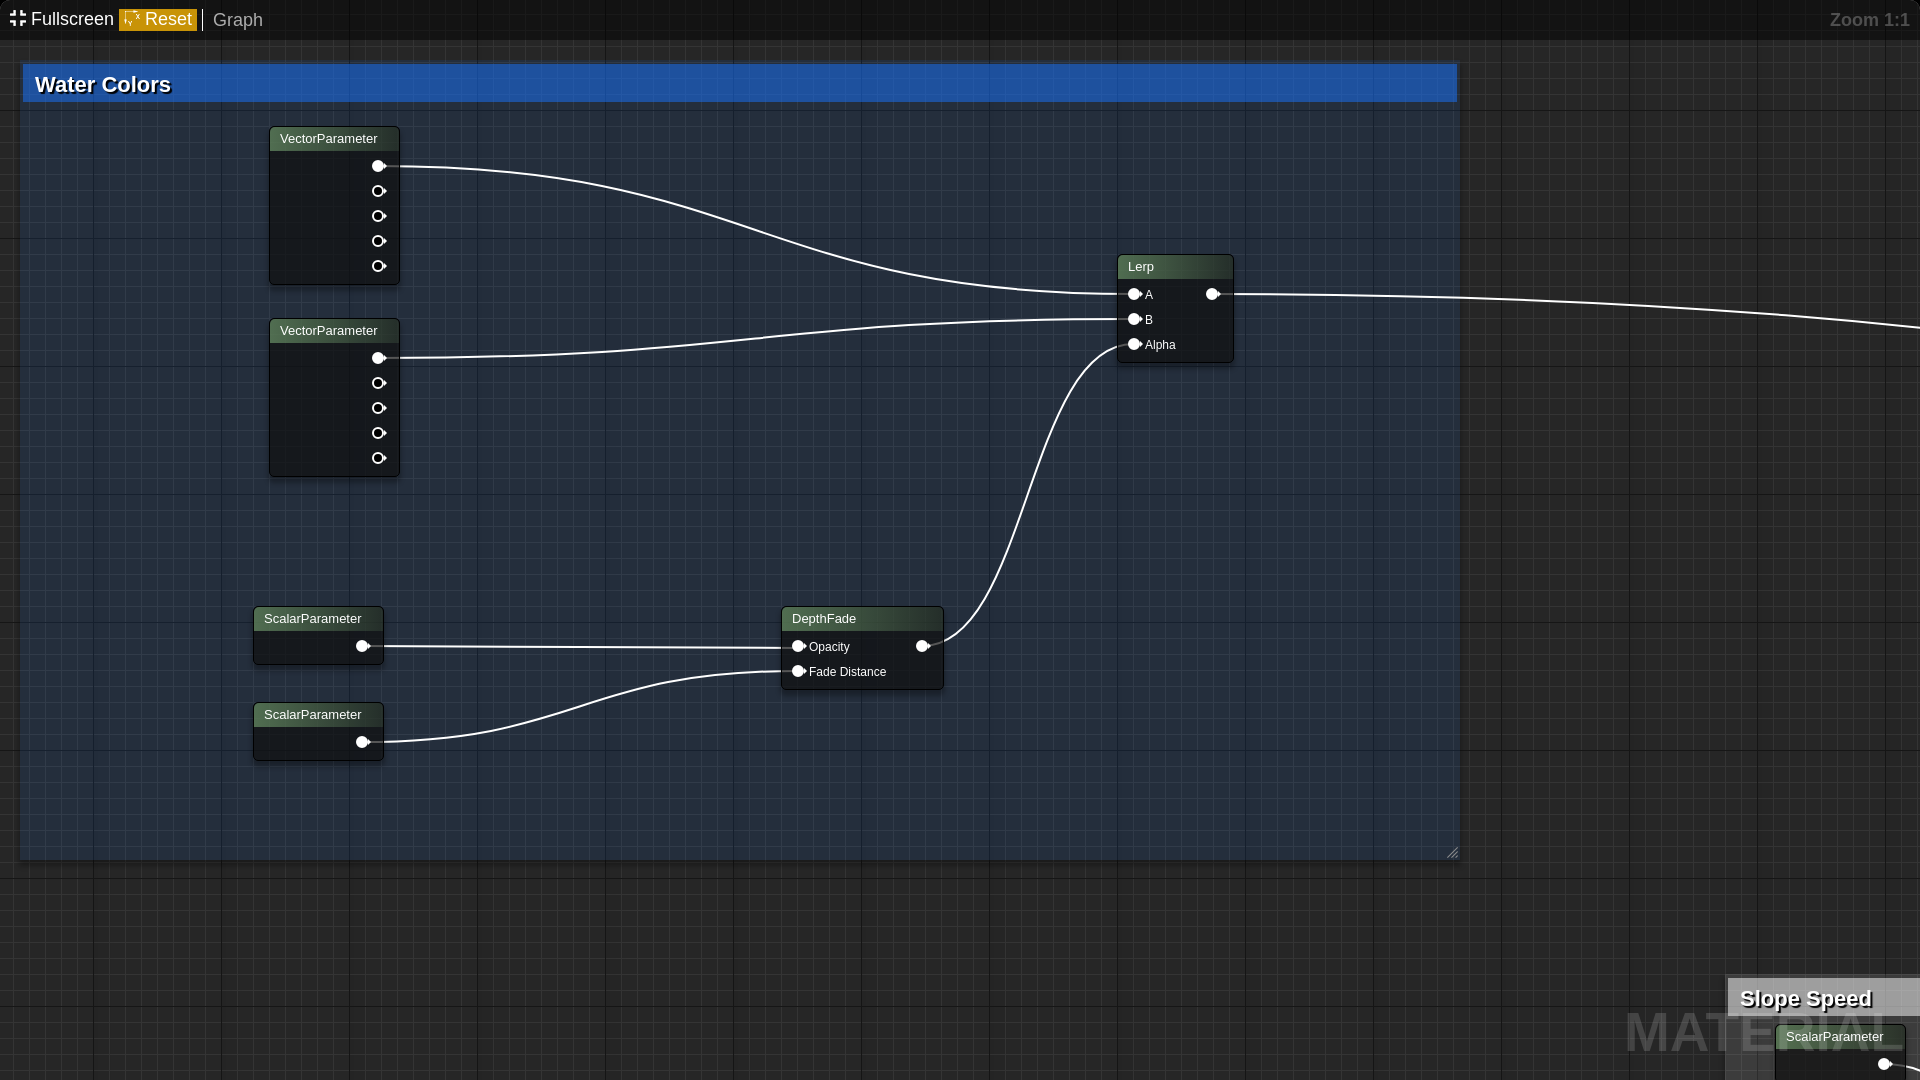 Fullscreen Reset Graph Zoom 1:1
Water Colors
VectorParameter
Lerp
A
B
Alpha
VectorParameter
ScalarParameter
DepthFade
Opacity
Fade Distance
ScalarParameter
Slope Speed
MATERIAL
ScalarParameter